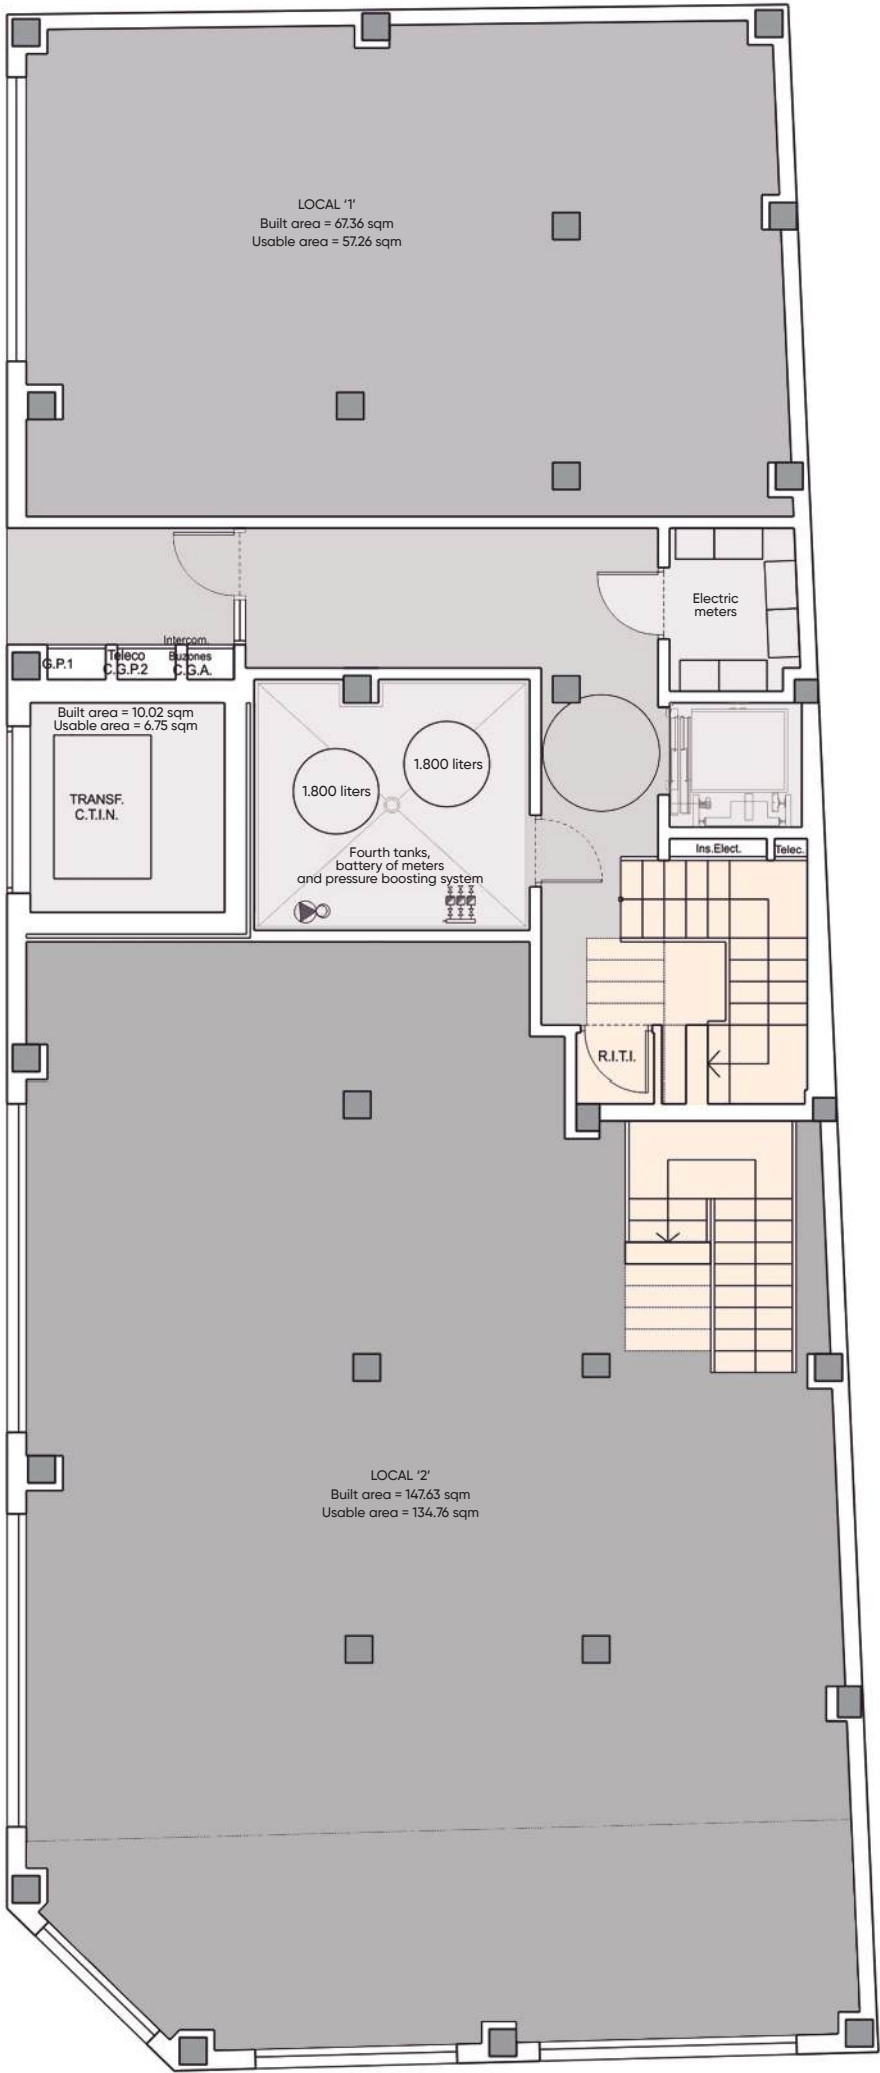 LOCAL ‘1’
Built area = 67.36 sqm
Usable area = 57.26 sqm
Electric
meters
Intercom.
G.P.1
Teleco
C.G.P.2
Buzones
C.G.A.
Built area = 10.02 sqm
Usable area = 6.75 sqm
TRANSF.
C.T.I.N.
1.800 liters
1.800 liters
Fourth tanks,
battery of meters
and pressure boosting system
Ins.Elect.
Telec.
R.I.T.I.
LOCAL ‘2’
Built area = 147.63 sqm
Usable area = 134.76 sqm